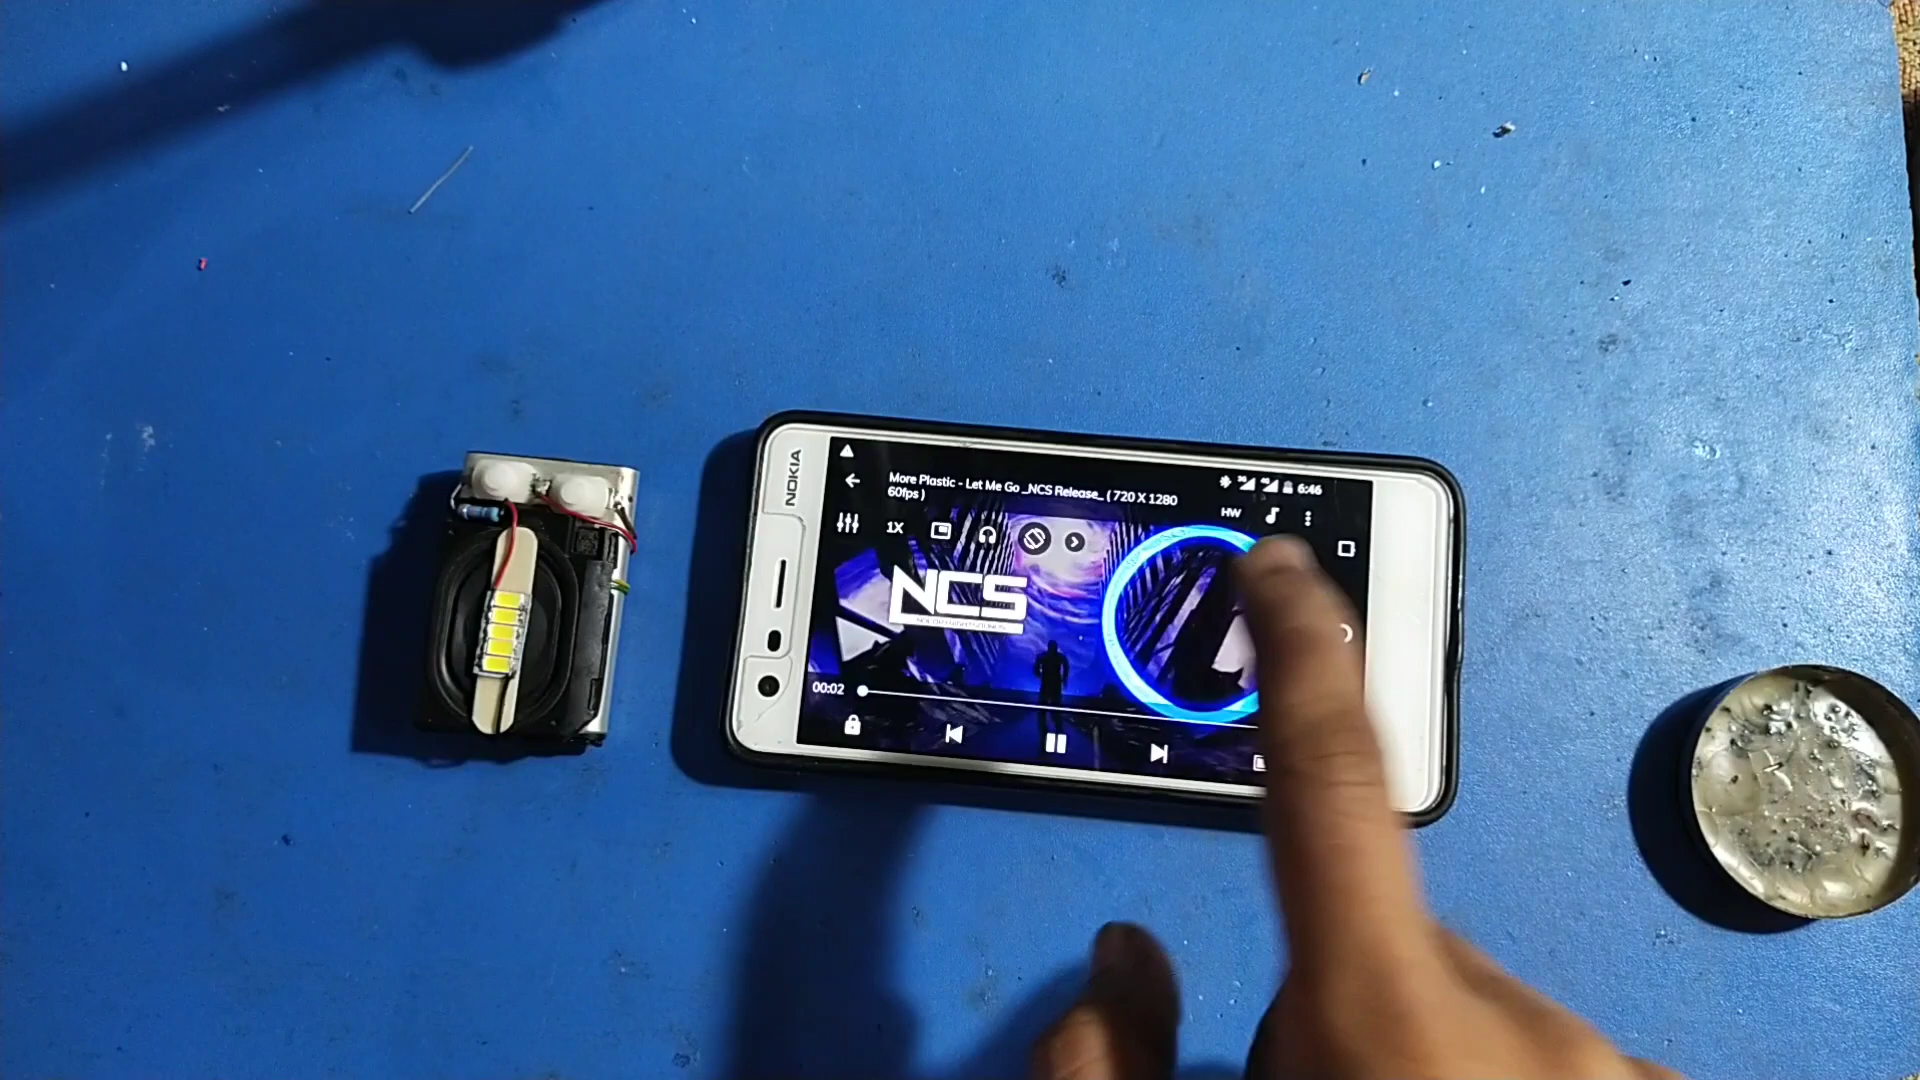 NOKIA
More Plastic - Let Me Go _NCS Release_ ( 720 X 1280
60fps )
6:46
HW
1X
NCS
00:02